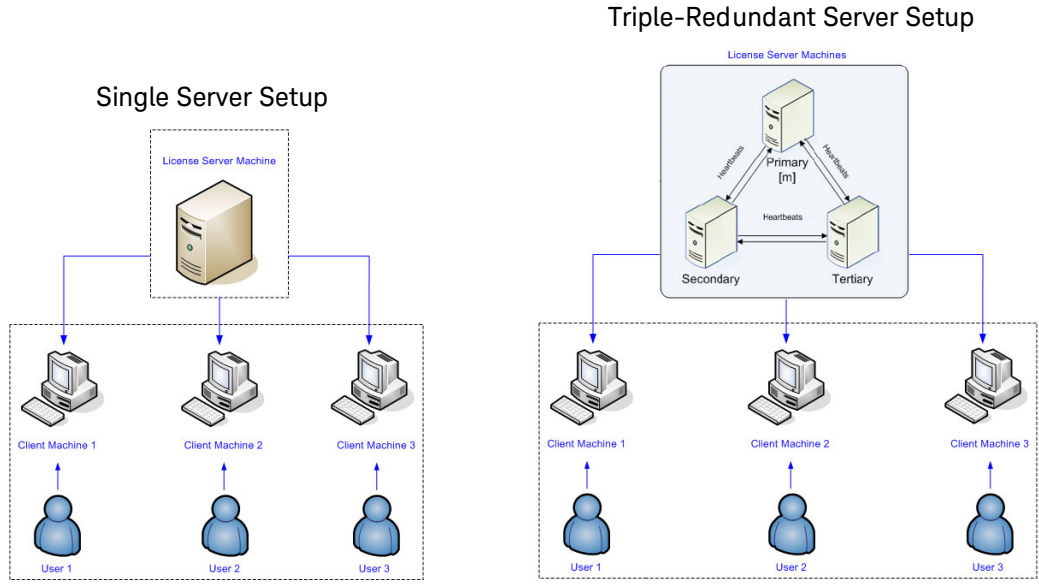 Single Server Setup
License Server Machine
Client Machine 1
Client Machine 2
Client Machine 3
User 1
User 2
User 3
Triple-Redundant Server Setup
License Server Machines
Heartbeats
Heartbeats
Primary
[m]
Heartbeats
Secondary
Tertiary
Client Machine 1
Client Machine 2
Client Machine 3
User 1
User 2
User 3